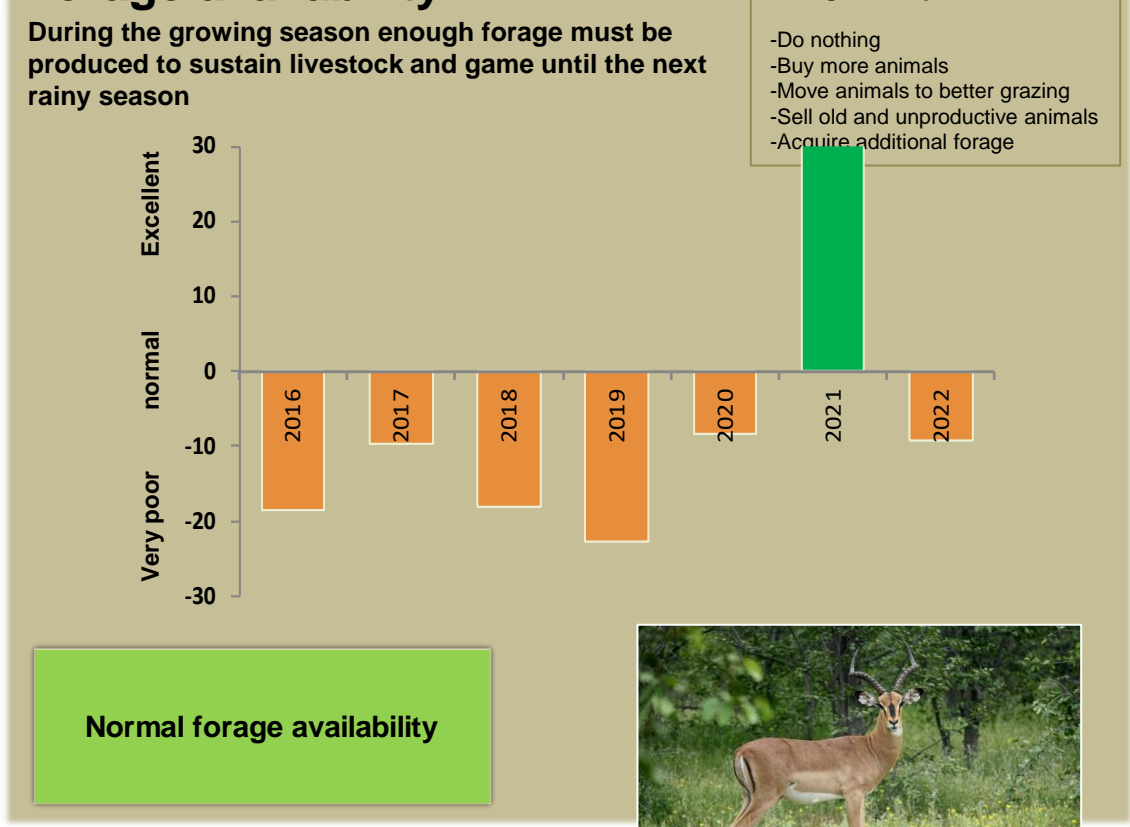 During the growing season enough forage must be
produced to sustain livestock and game until the next
rainy season
-Do nothing
-Buy more animals
-Move animals to better grazing
-Sell old and unproductive animals
-Acquire additional forage
Excellent
normal
Very poor
30
20
10
0
-10
-20
-30
2016
2017
2018
2019
2020
2021
2022
Normal forage availability